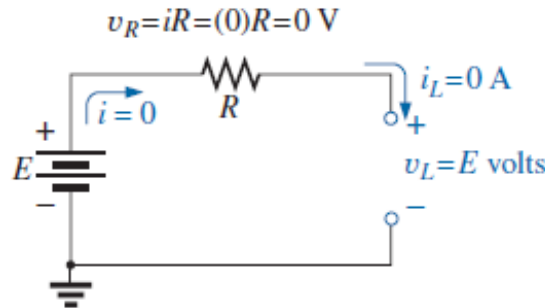 v_R=iR=(0)R=0 V
i_L=0 A
i=0
R
+
+
E
v_L=E volts
−
−